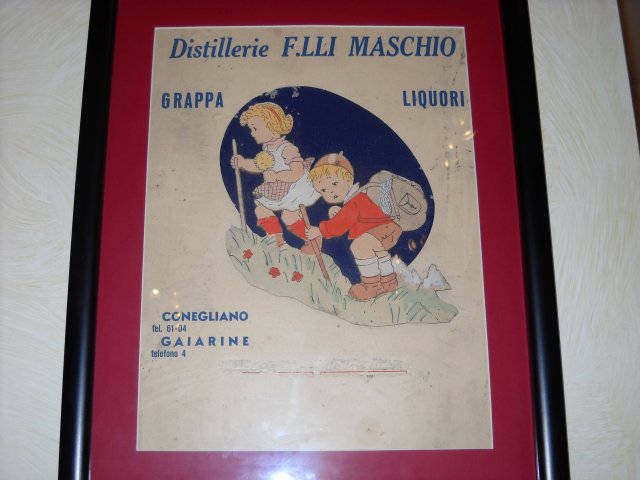 Distillerie F.LLI MASCHIO
GRAPPA LIQUORI
CONEGLIANO
tel. 61-04
GAIARINE
telefono 4